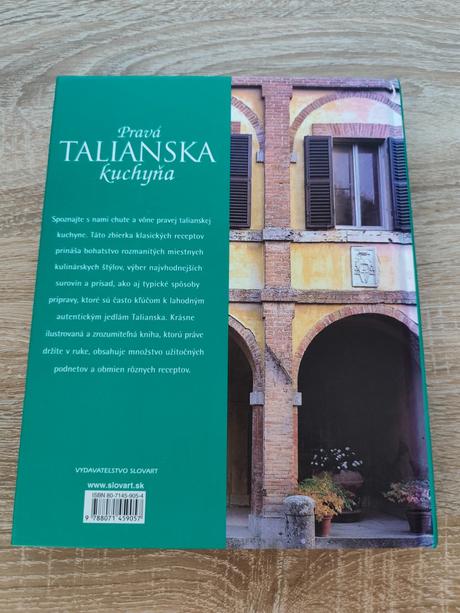 Pravá
TALIANSKA
kuchyňa
Spoznajte s nami chute a vône pravej talianskej
kuchyne. Táto zbierka klasických receptov
prináša bohatstvo rozmanitých miestnych
kulinárskych štýlov, výber najvhodnejších
surovín a prísad, ako aj typické spôsoby
prípravy, ktoré sú často kľúčom k lahodným
autentickým jedlám Talianska. Krásne
ilustrovaná a zrozumiteľná kniha, ktorú práve
držíte v ruke, obsahuje množstvo užitočných
podnetov a obmien rôznych receptov.
VYDAVATEĽSTVO SLOVART
www.slovart.sk
ISBN 80-7145-905-4
9 788071 459057